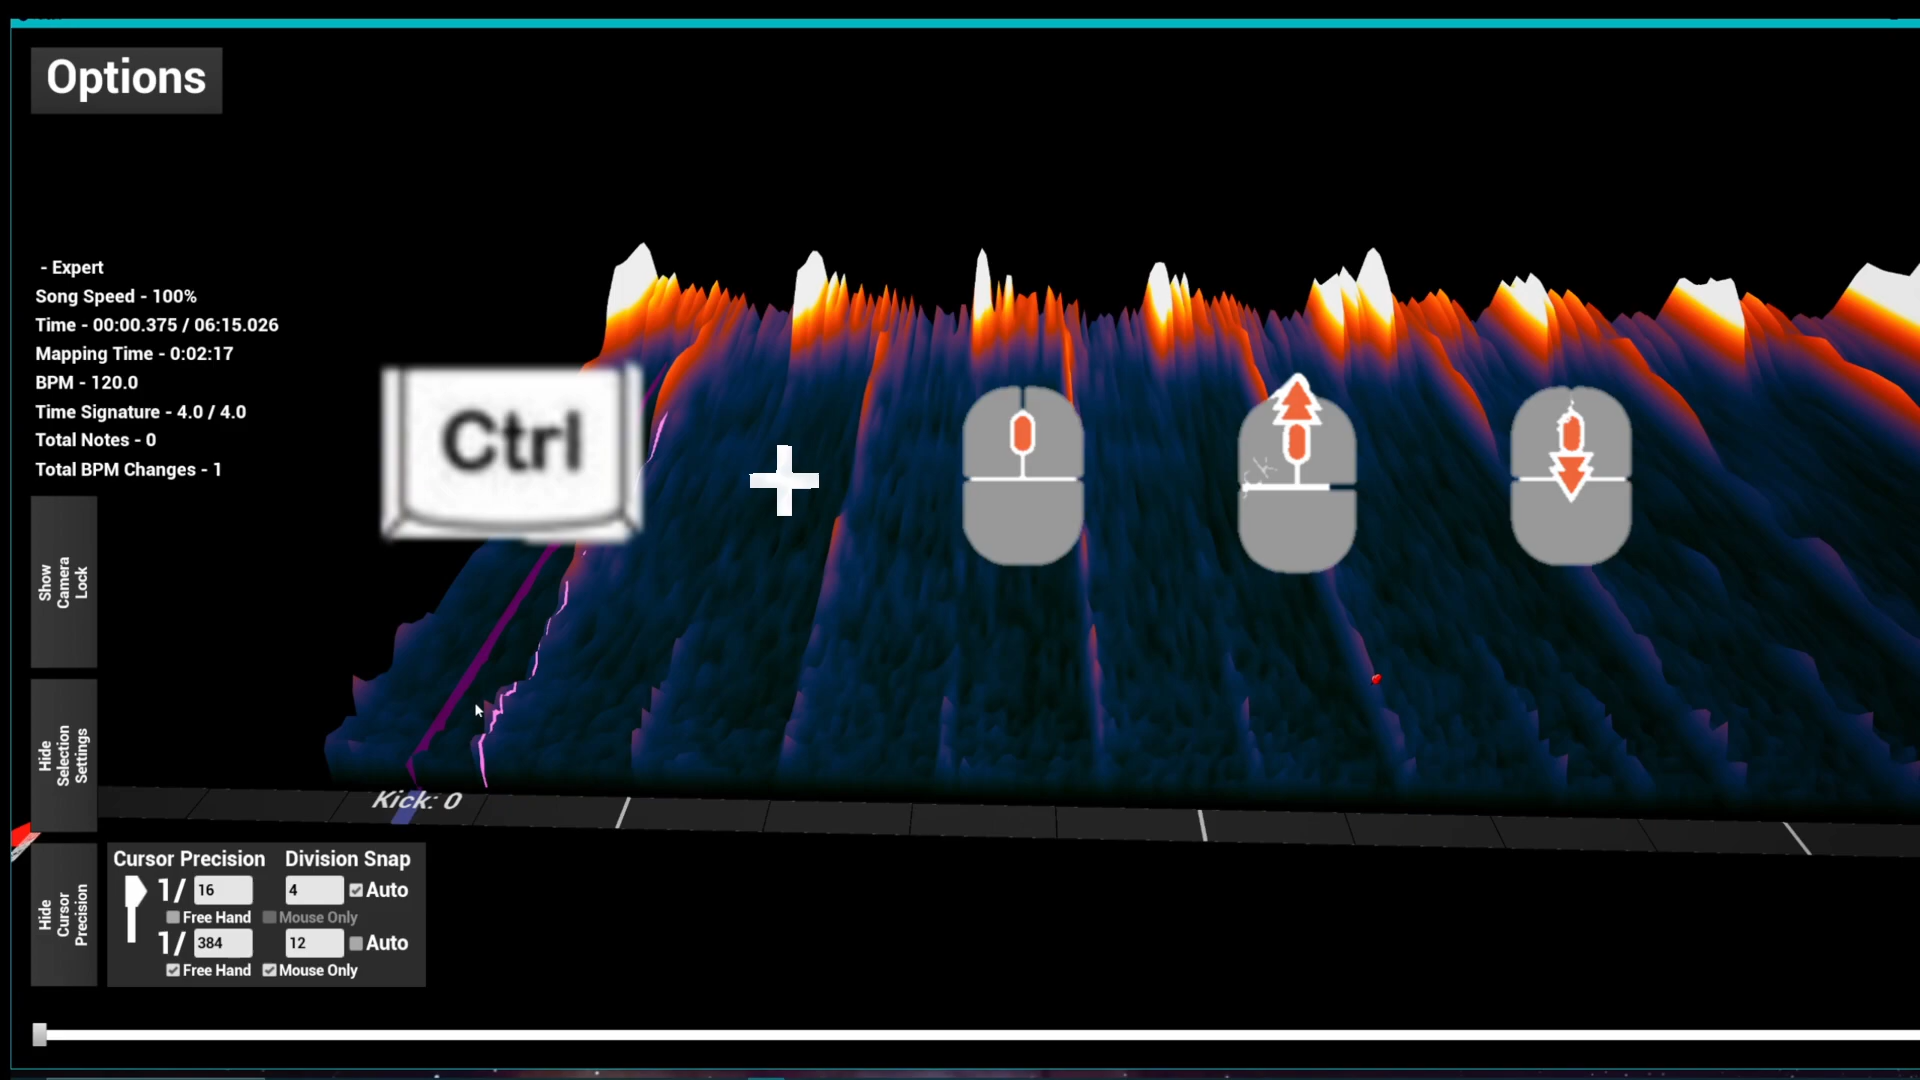 Options
- Expert
Song Speed - 100%
Time - 00:00.375 / 06:15.026
Mapping Time - 0:02:17
BPM - 120.0
Time Signature - 4.0 / 4.0
Total Notes - 0
Total BPM Changes - 1
Ctrl
+
Show
Camera
Lock
Hide
Selection
Settings
Kick: 0
Hide
Cursor
Precision
Cursor Precision Division Snap
1/ 16 4 Auto
Free Hand Mouse Only
1/ 384 12 Auto
Free Hand Mouse Only